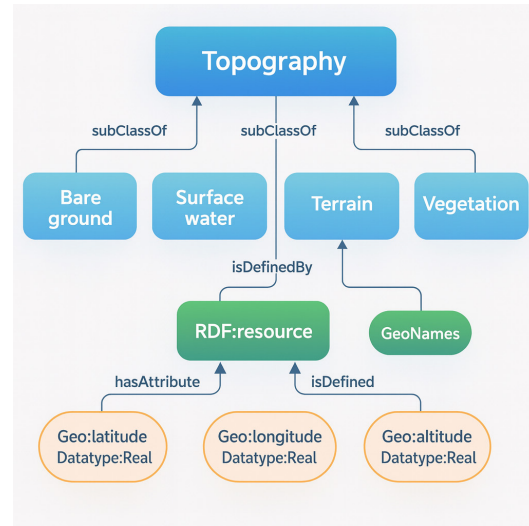 Topography
subClassOf
subClassOf
subClassOf
Bare
ground
Surface
water
Terrain
Vegetation
isDefinedBy
RDF:resource
GeoNames
hasAttribute
isDefined
Geo:latitude
Datatype:Real
Geo:longitude
Datatype:Real
Geo:altitude
Datatype:Real